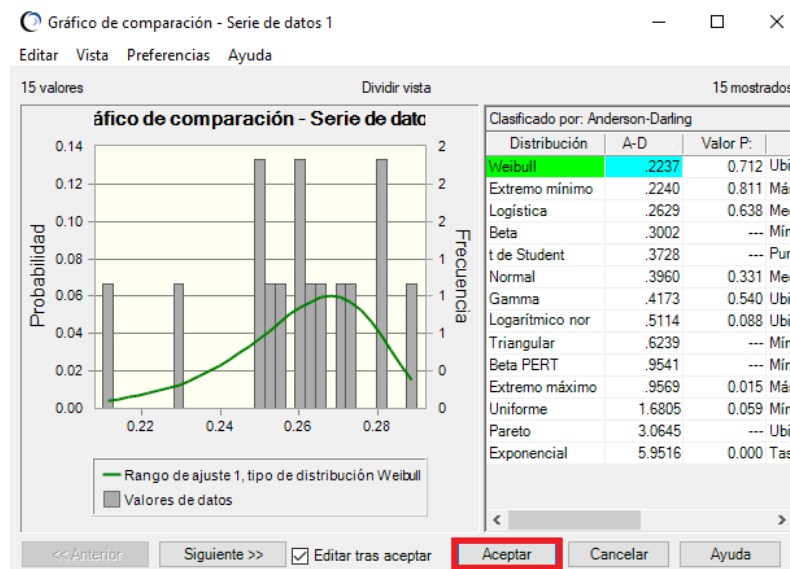 Gráfico de comparación - Serie de datos 1
Editar Vista Preferencias Ayuda
15 valores Dividir vista 15 mostrados
áfico de comparación - Serie de dato
0.14
0.12
0.10
0.08
0.06
0.04
0.02
0.00
Probabilidad
2
2
2
1
1
1
0
0
Frecuencia
0.22 0.24 0.26 0.28
Rango de ajuste 1, tipo de distribución Weibull
Valores de datos
Clasificado por: Anderson-Darling
Distribución A-D Valor P:
Weibull .2237 0.712 Ubi
Extremo mínimo .2240 0.811 Má
Logística .2629 0.638 Me
Beta .3002 --- Mín
t de Student .3728 --- Pur
Normal .3960 0.331 Me
Gamma .4173 0.540 Ubi
Logarítmico nor .5114 0.088 Ubi
Triangular .6239 --- Mín
Beta PERT .9541 --- Mín
Extremo máximo .9569 0.015 Má
Uniforme 1.6805 0.059 Mín
Pareto 3.0645 --- Ubi
Exponencial 5.9516 0.000 Tas
<< Anterior Siguiente >> Editar tras aceptar Aceptar Cancelar Ayuda